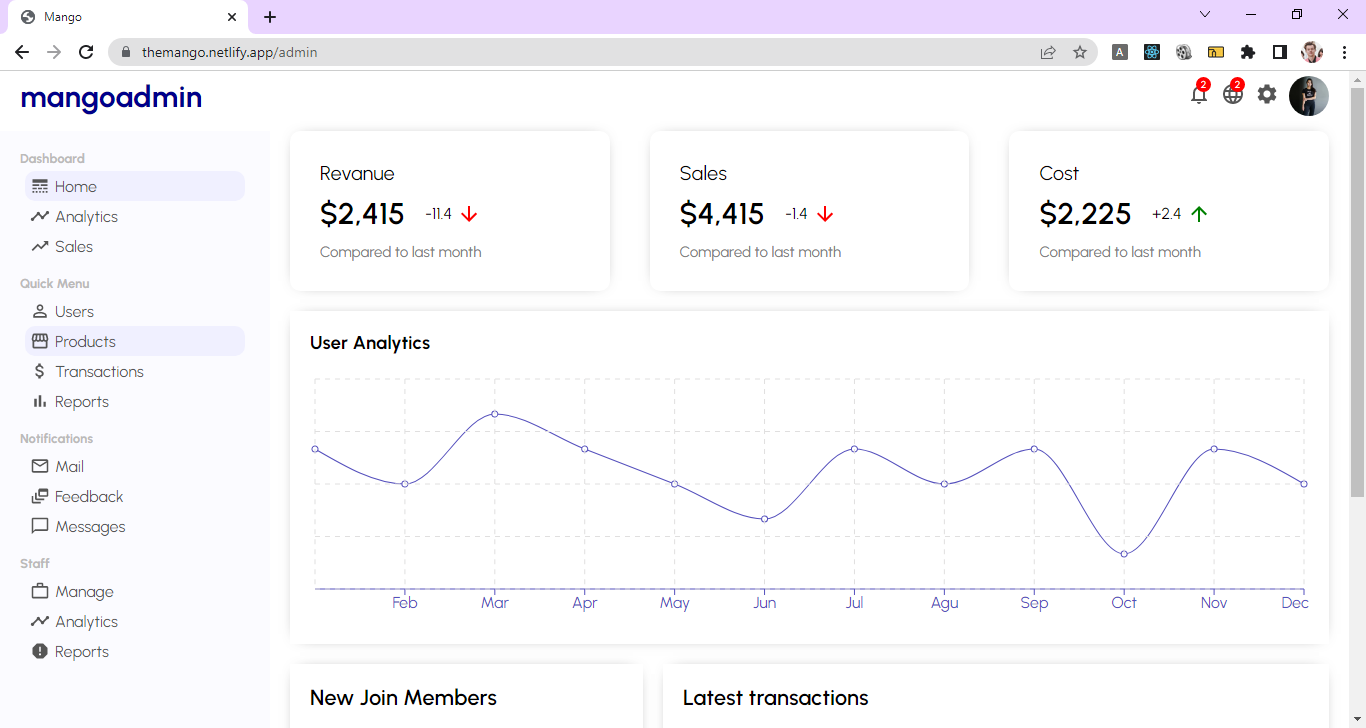 Mango
themango.netlify.app/admin
A
mangoadmin
2
2
Dashboard
Home
Analytics
Sales
Quick Menu
Users
Products
Transactions
Reports
Notifications
Mail
Feedback
Messages
Staff
Manage
Analytics
Reports
Revanue
$2,415 -11.4
Compared to last month
Sales
$4,415 -1.4
Compared to last month
Cost
$2,225 +2.4
Compared to last month
User Analytics
Feb Mar Apr May Jun Jul Agu Sep Oct Nov Dec
New Join Members
Latest transactions